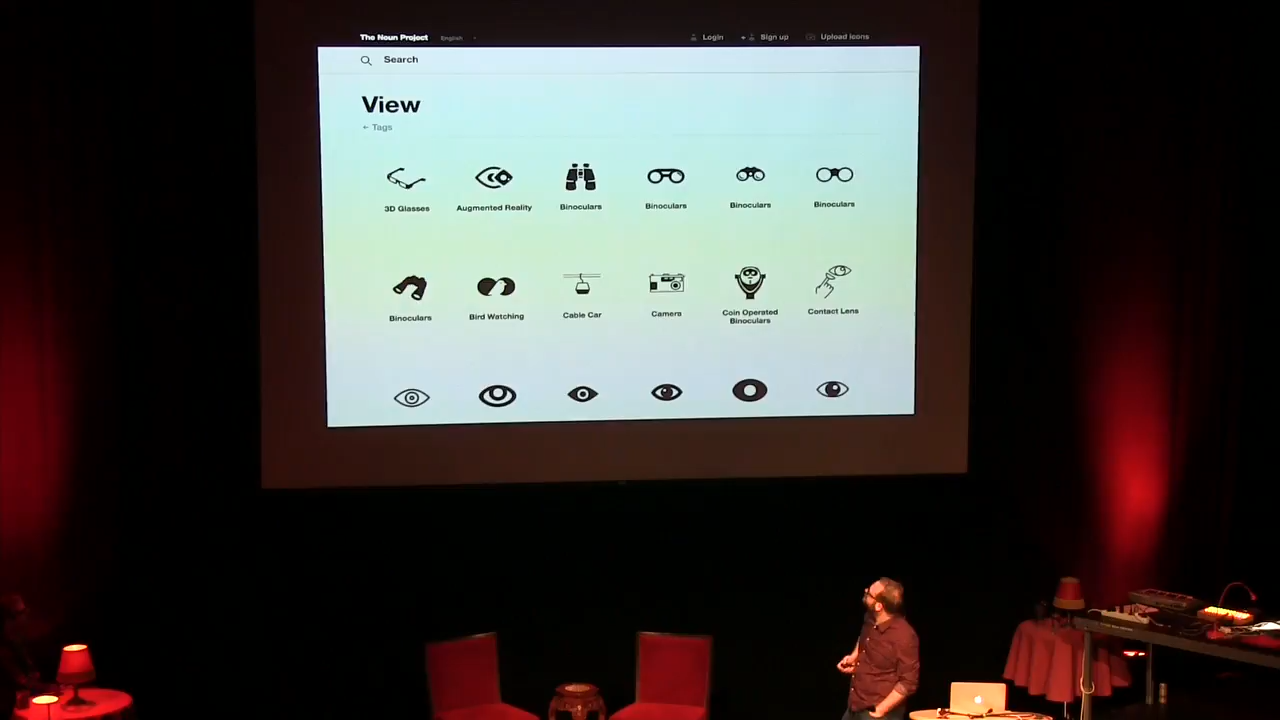 The Noun Project English Login Sign up Upload icons
Search
View
← Tags
3D Glasses Augmented Reality Binoculars Binoculars Binoculars Binoculars
Binoculars Bird Watching Cable Car Camera Coin Operated Binoculars Contact Lens